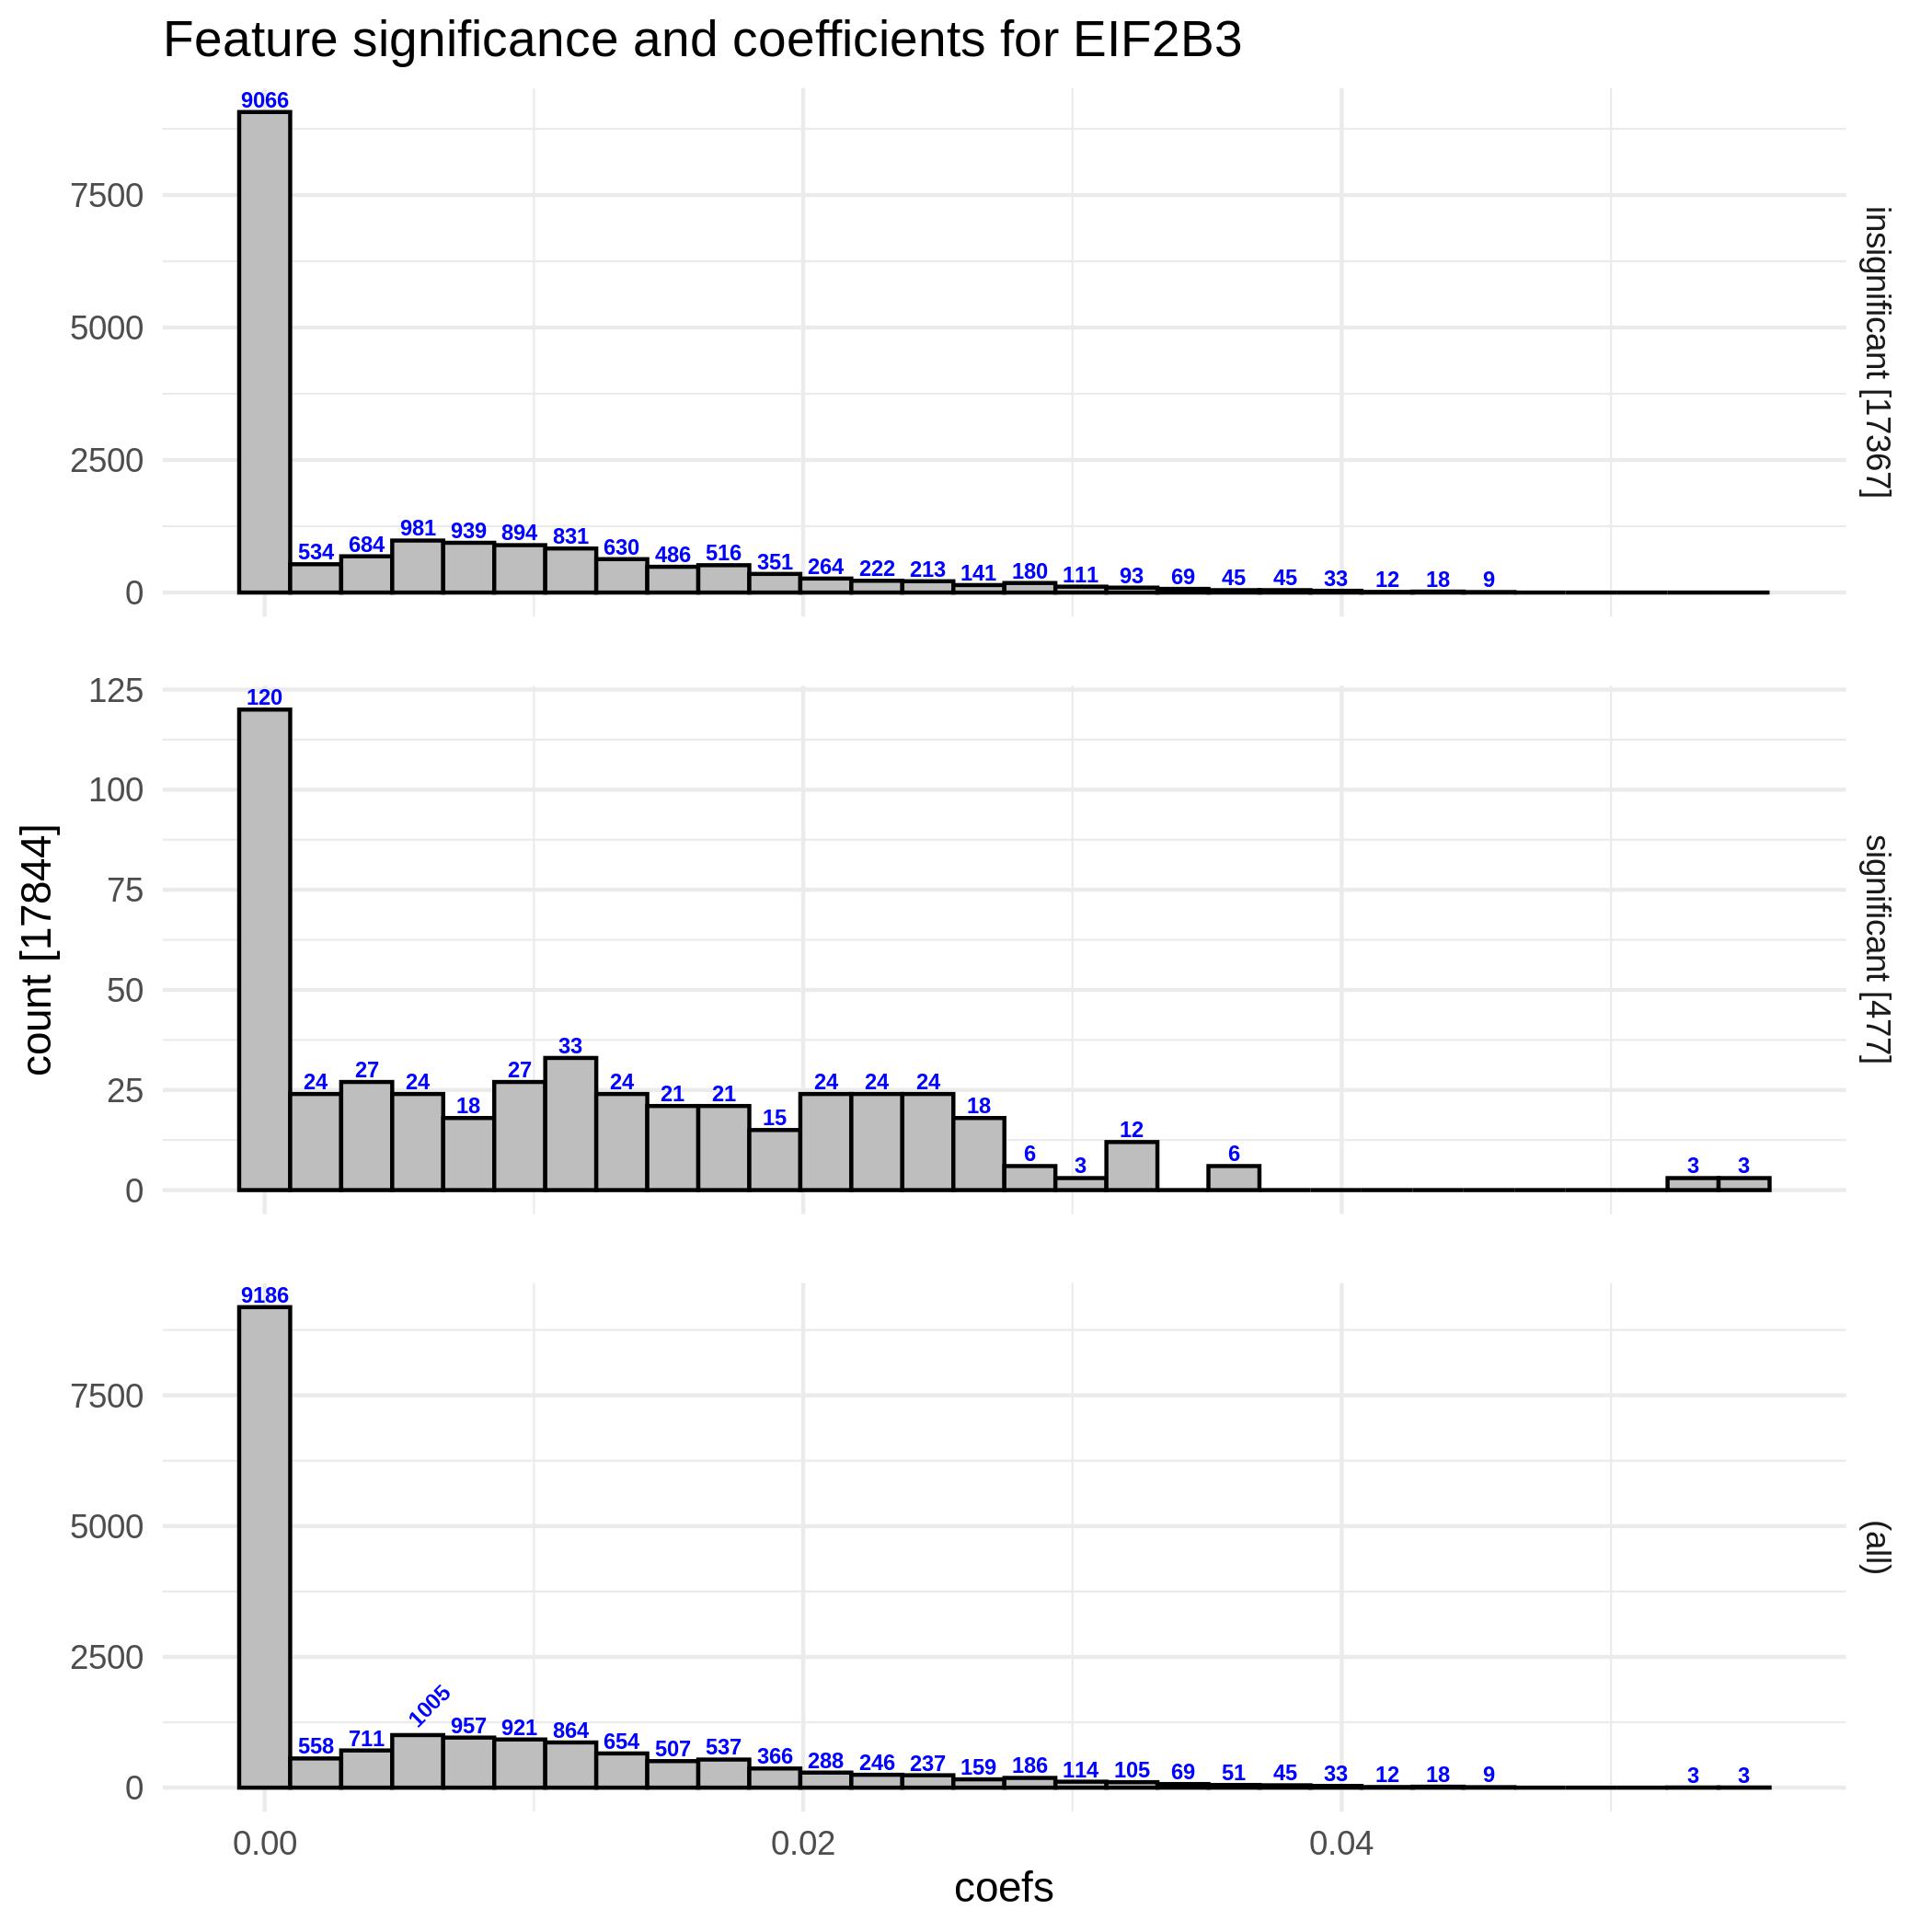 Feature significance and coefficients for EIF2B3
9066
7500
5000
2500
0
534 684 981 939 894 831 630 486 516 351 264 222 213 141 180 111 93 69 45 45 33 12 18 9
insignificant [17367]
count [17844]
125
100
75
50
25
0
120
24 27 24 18 27 33 24 21 21 15 24 24 24 18 6 3 12 6 3 3
significant [477]
9186
7500
5000
2500
0
558 711 1005 957 921 864 654 507 537 366 288 246 237 159 186 114 105 69 51 45 33 12 18 9 3 3
(all)
0.00 0.02 0.04
coefs